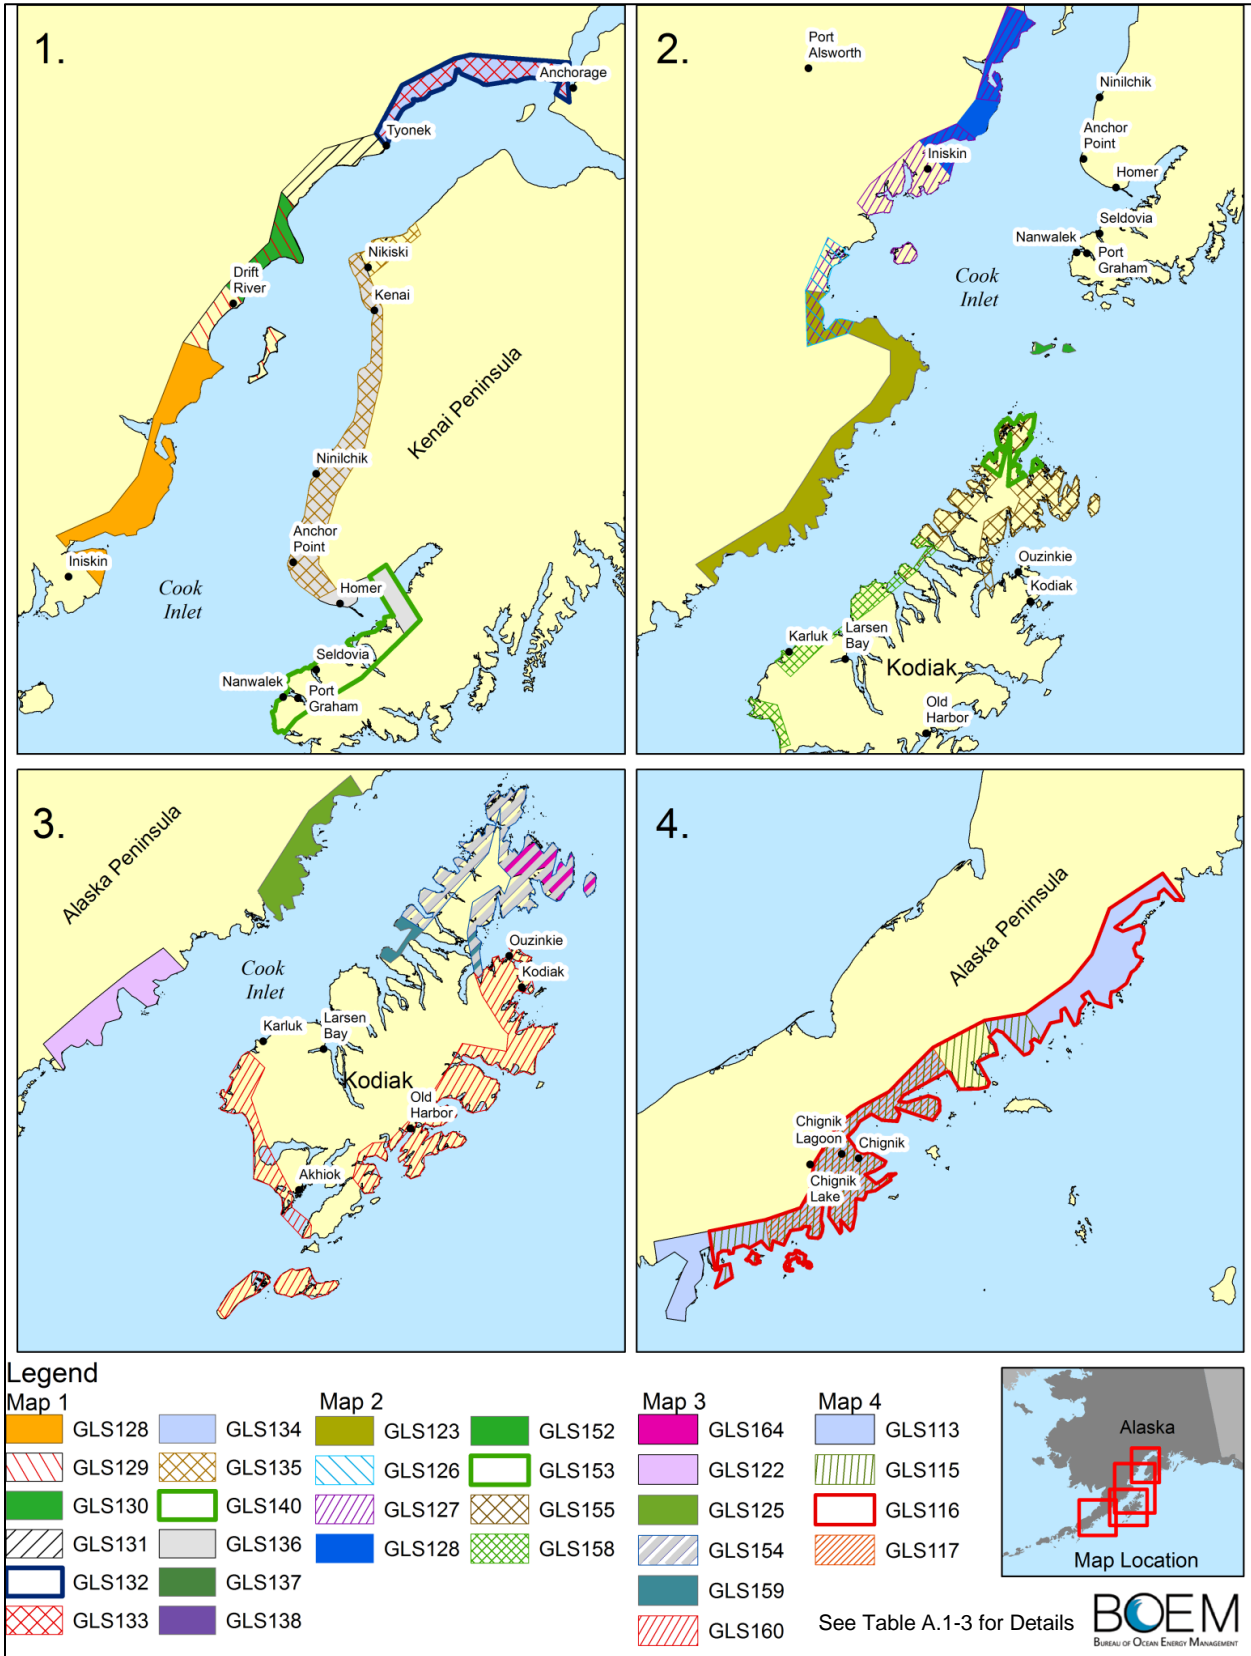 1.
Anchorage
Tyonek
Nikiski
Drift
River
Kenai
Kenai Peninsula
Ninilchik
Anchor
Point
Iniskin
Cook
Inlet
Homer
Seldovia
Nanwalek
Port
Graham
2.
Port
Alsworth
Ninilchik
Anchor
Point
Iniskin
Homer
Seldovia
Nanwalek
Port
Graham
Cook
Inlet
Ouzinkie
Kodiak
Karluk
Larsen
Bay
Kodiak
Old
Harbor
3.
Alaska Peninsula
Ouzinkie
Cook
Inlet
Kodiak
Karluk
Larsen
Bay
Kodiak
Old
Harbor
Akhiok
4.
Alaska Peninsula
Chignik
Lagoon
Chignik
Chignik
Lake
Legend
Map 1
GLS128
GLS129
GLS130
GLS131
GLS132
GLS133
GLS134
GLS135
GLS140
GLS136
GLS137
GLS138
Map 2
GLS123
GLS126
GLS127
GLS128
GLS152
GLS153
GLS155
GLS158
Map 3
GLS164
GLS122
GLS125
GLS154
GLS159
GLS160
Map 4
GLS113
GLS115
GLS116
GLS117
Alaska
Map Location
See Table A.1-3 for Details
BOEM
BUREAU OF OCEAN ENERGY MANAGEMENT